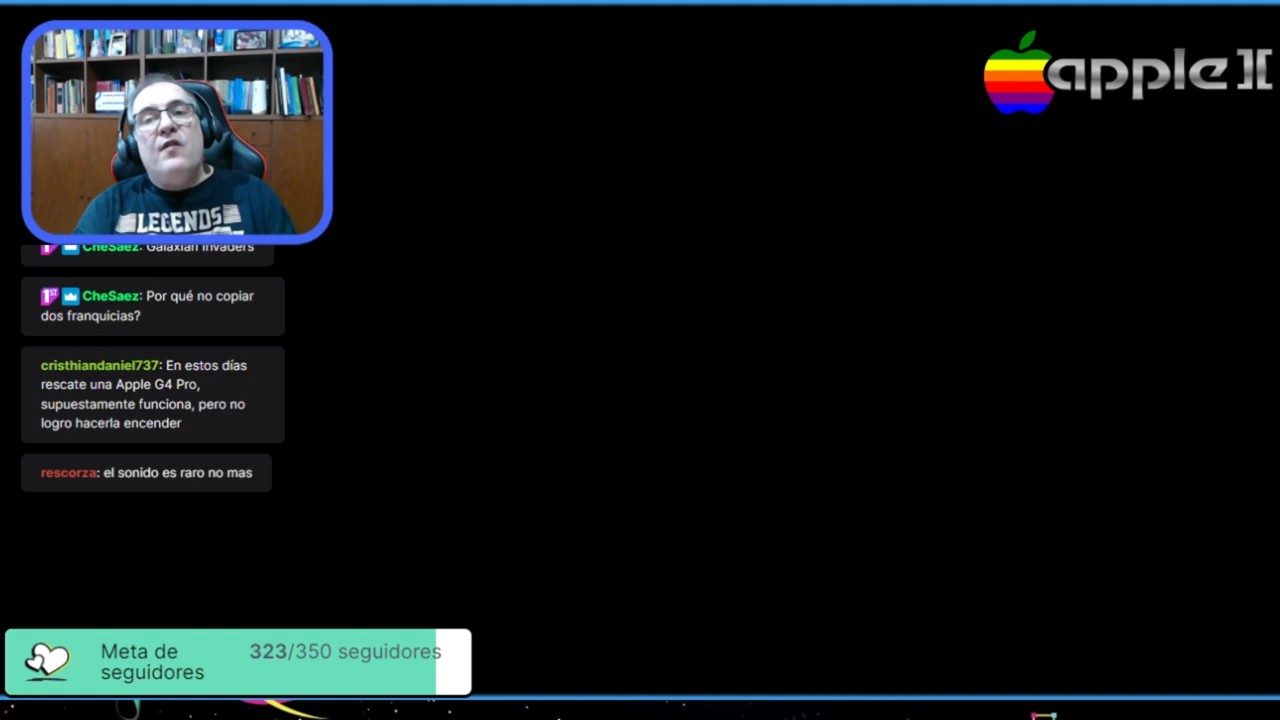 apple ][
LEGENDS
CheSaez: Galaxian Invaders
CheSaez: Por qué no copiar
dos franquicias?
cristhiandaniel737: En estos días
rescate una Apple G4 Pro,
supuestamente funciona, pero no
logro hacerla encender
rescorza: el sonido es raro no mas
Meta de
seguidores
323/350 seguidores